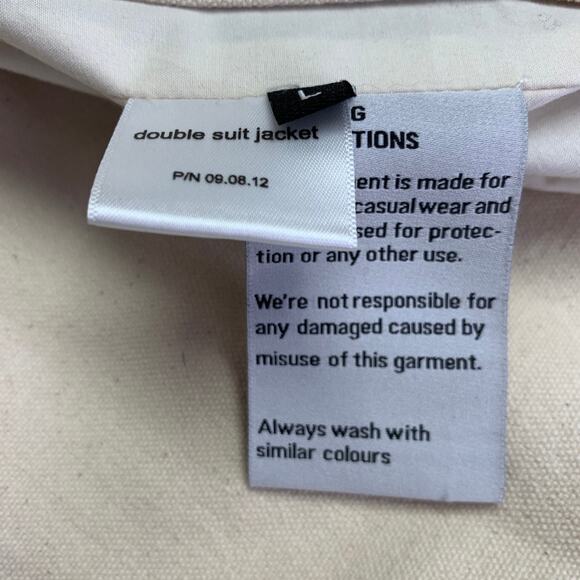 L
double suit jacket
P/N 09.08.12
G
TIONS
ent is made for
casual wear and
sed for protec-
tion or any other use.
We're not responsible for
any damaged caused by
misuse of this garment.
Always wash with
similar colours